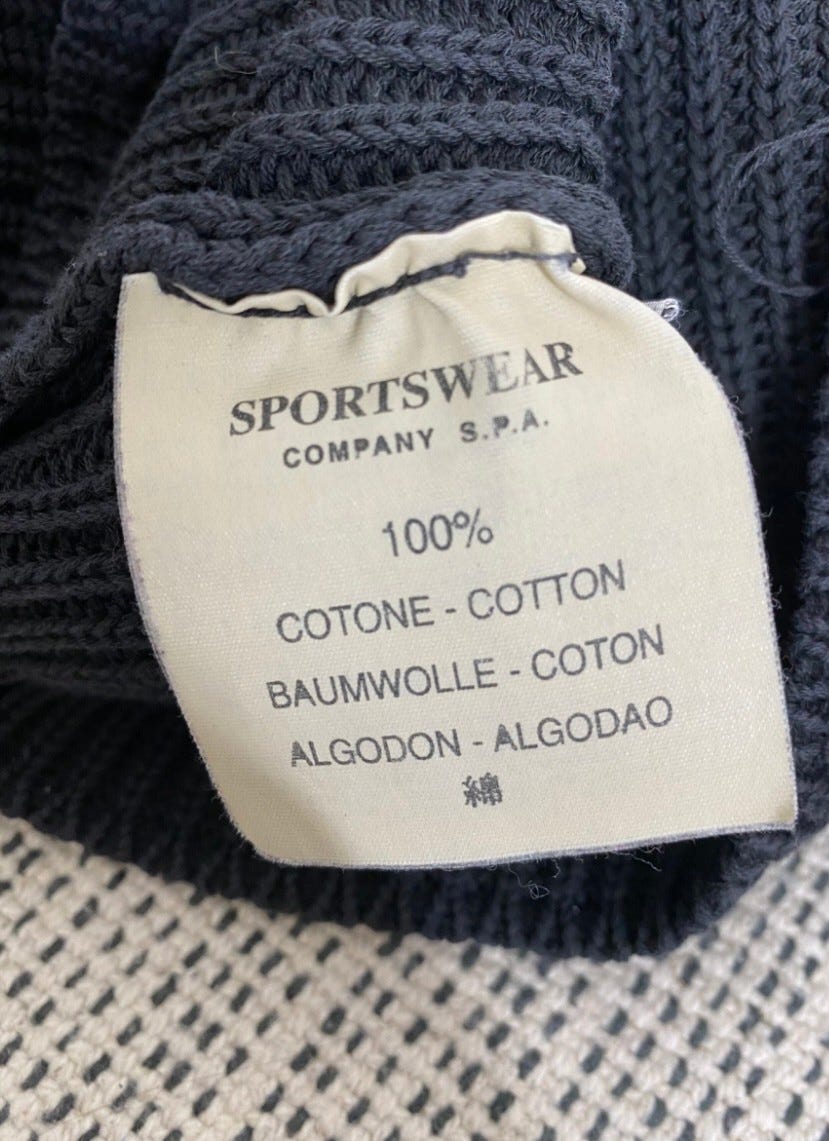 SPORTSWEAR
COMPANY S.P.A.
100%
COTONE - COTTON
BAUMWOLLE - COTON
ALGODON - ALGODAO
綿